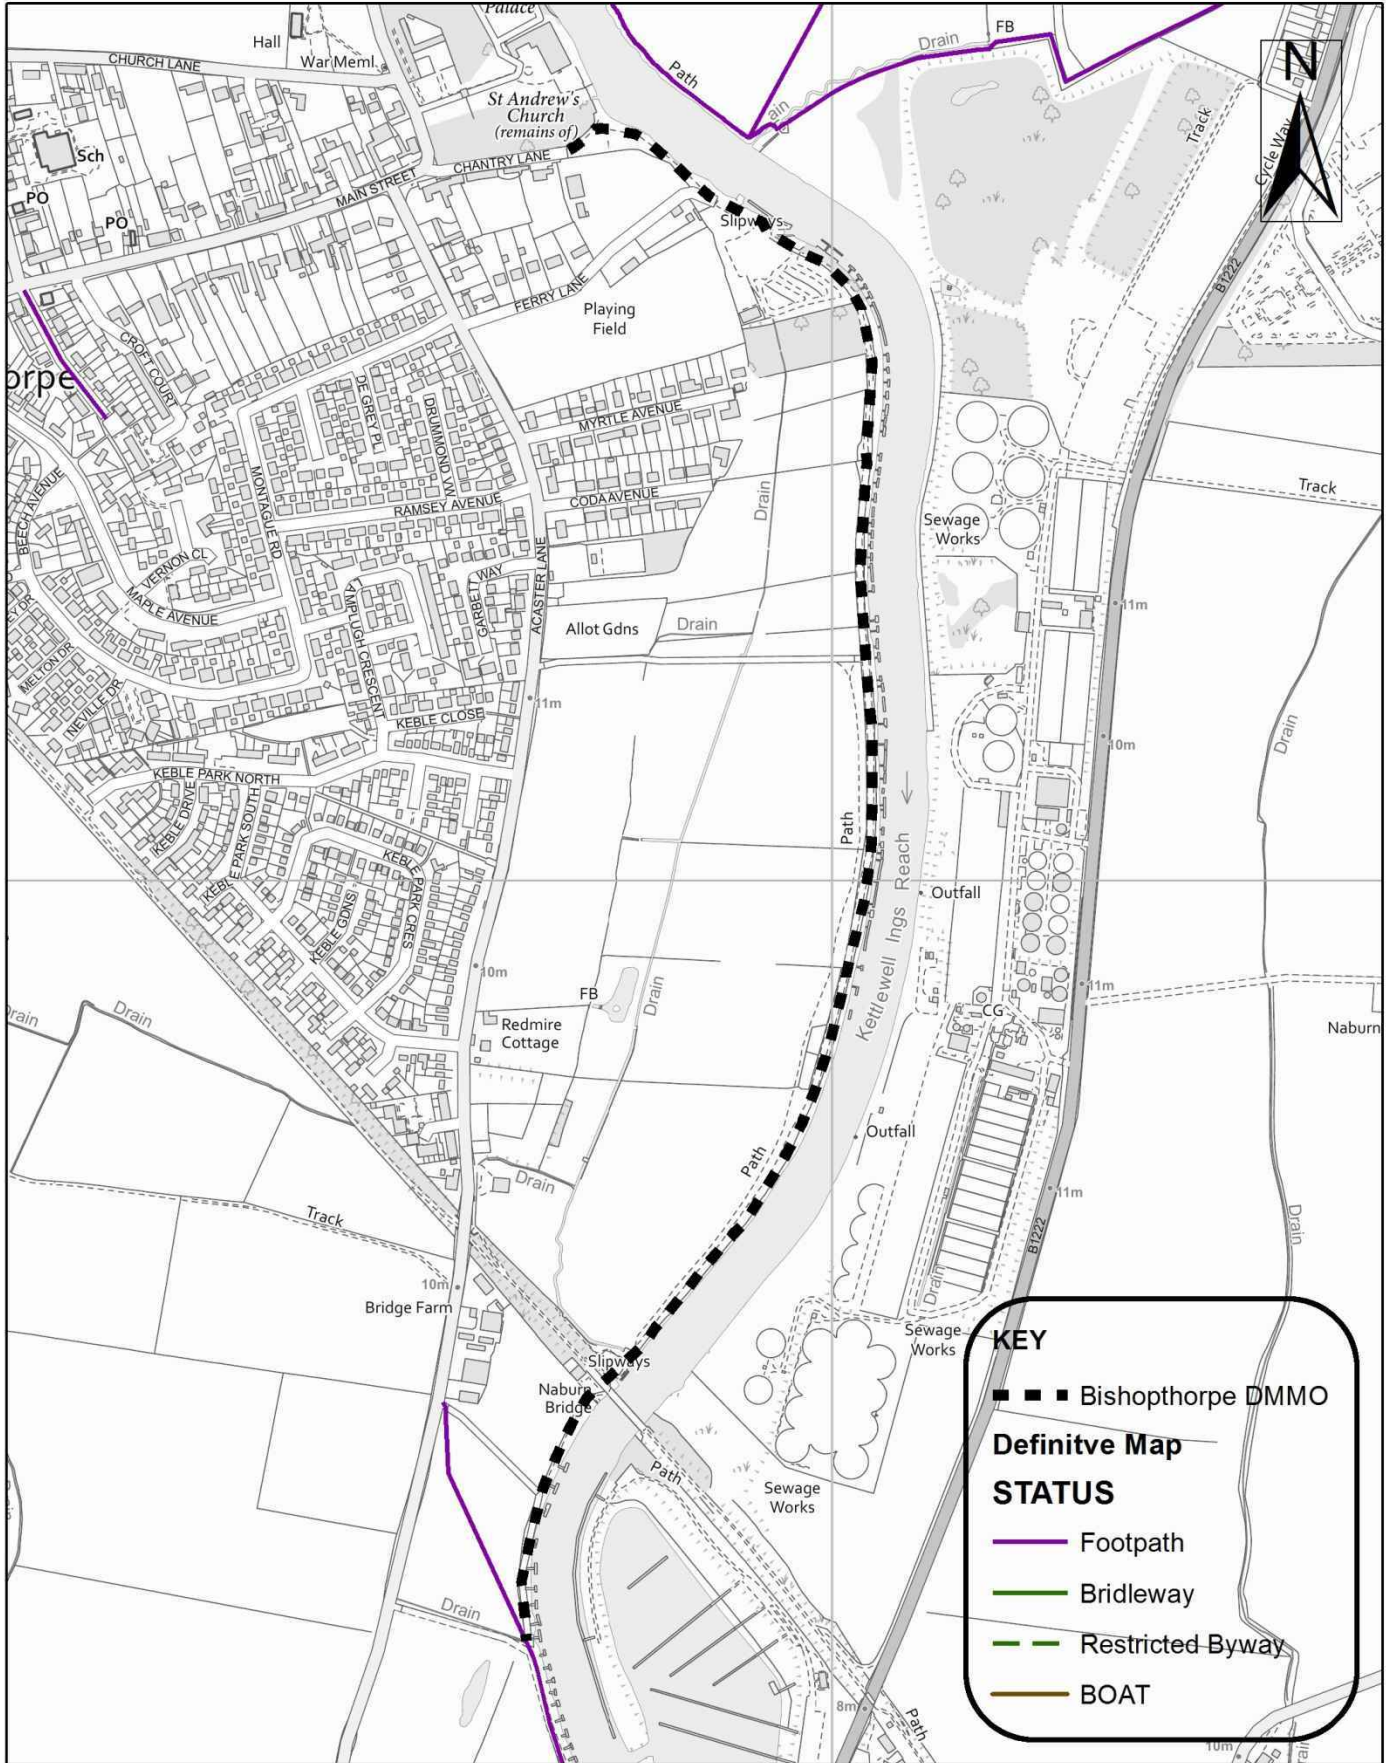 Palace
Hall
War Meml
CHURCH LANE
St Andrew's
Church
(remains of)
Path
Drain
FB
ain
N
Track
Cycle Way
Sch
PO
PO
MAIN STREET
CHANTRY LANE
Slipways
FERRY LANE
Playing
Field
B1222
CROFT COURT
orpe
DE GREY PL
DRUMMOND VW
MYRTLE AVENUE
MONTAGUE RD
RAMSEY AVENUE
CODA AVENUE
Drain
BEECH AVENUE
Sewage
Works
Track
VERNON CL
MAPLE AVENUE
LAMPLUGH CRESCENT
GARBETT WAY
ACASTER LANE
Allot Gdns
Drain
11m
EY DR
MELTON DR
NEVILLE DR
11m
KEBLE CLOSE
10m
Drain
KEBLE PARK NORTH
KEBLE DRIVE
KEBLE PARK SOUTH
KEBLE PARK CRES
KEBLE GDNS
Path
Kettlewell Ings Reach
Outfall
10m
FB
Drain
11m
CG
Drain
Drain
Redmire
Cottage
Naburn
Outfall
Path
Drain
11m
Track
B1222
Drain
10m
Bridge Farm
Drain
Slipways
Sewage
Works
Naburn
Bridge
Path
Sewage
Works
Drain
8m
Path
10m
KEY
Bishopthorpe DMMO
Definitve Map
STATUS
Footpath
Bridleway
Restricted Byway
BOAT